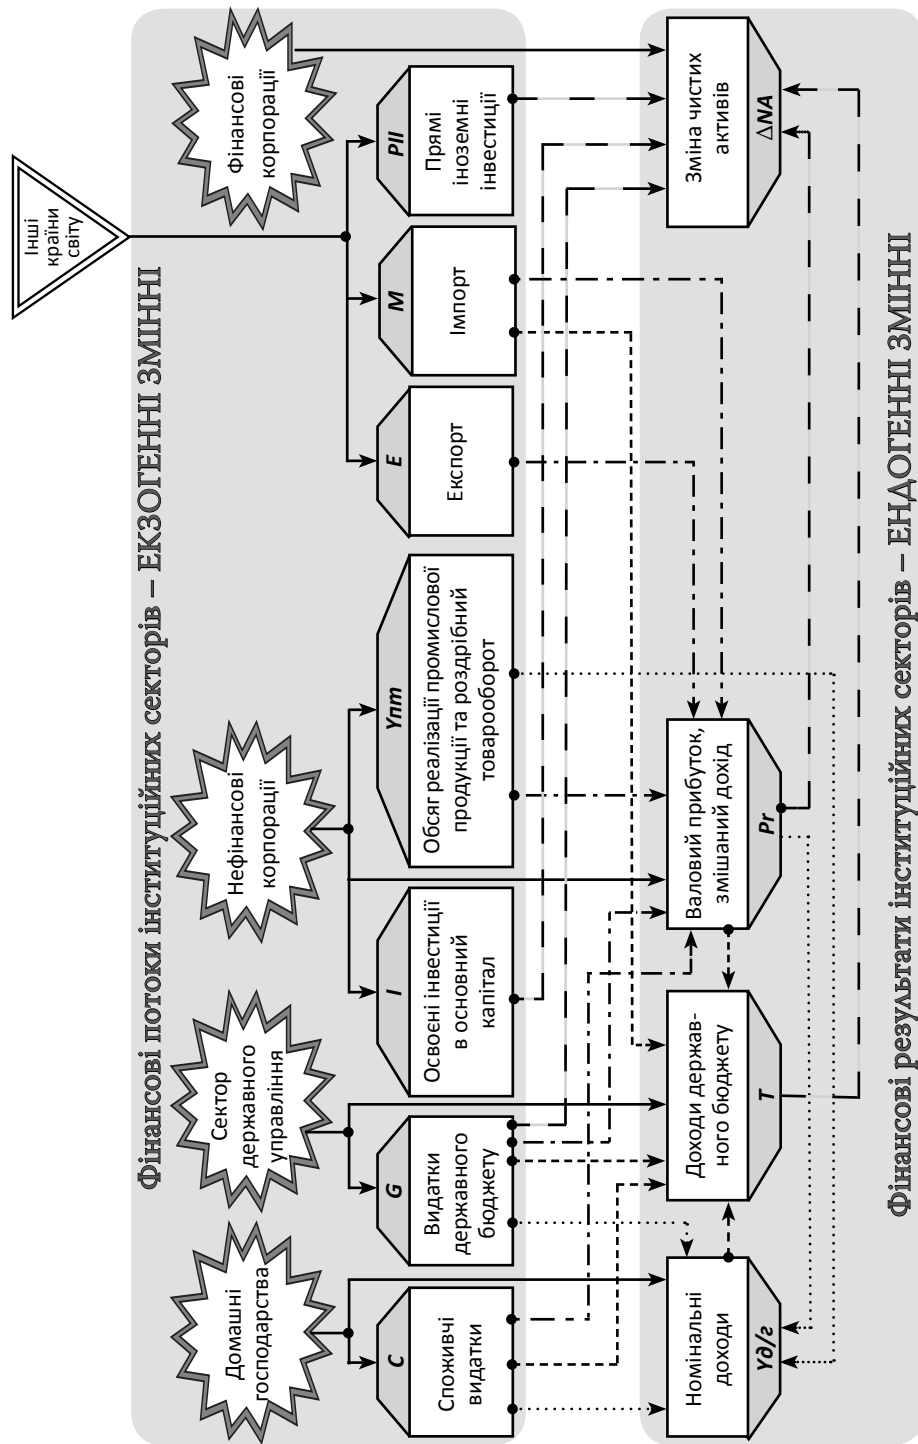 Інші
країни
світу
Фінансові потоки інституційних секторів – ЕКЗОГЕННІ ЗМІННІ
Домашні
господарства
Сектор
державного
управління
Нефінансові
корпорації
Фінансові
корпорації
C
Споживчі
видатки
G
Видатки
державного
бюджету
I
Освоєні інвестиції
в основний
капітал
Yпт
Обсяг реалізації промислової
продукції та роздрібний
товарооборот
E
Експорт
M
Імпорт
PII
Прямі
іноземні
інвестиції
Номінальні
доходи
Yд/г
Доходи держав-
ного бюджету
T
Валовий прибуток,
змішаний дохід
Pr
Зміна чистих
активів
ΔNA
Фінансові результати інституційних секторів – ЕНДОГЕННІ ЗМІННІ